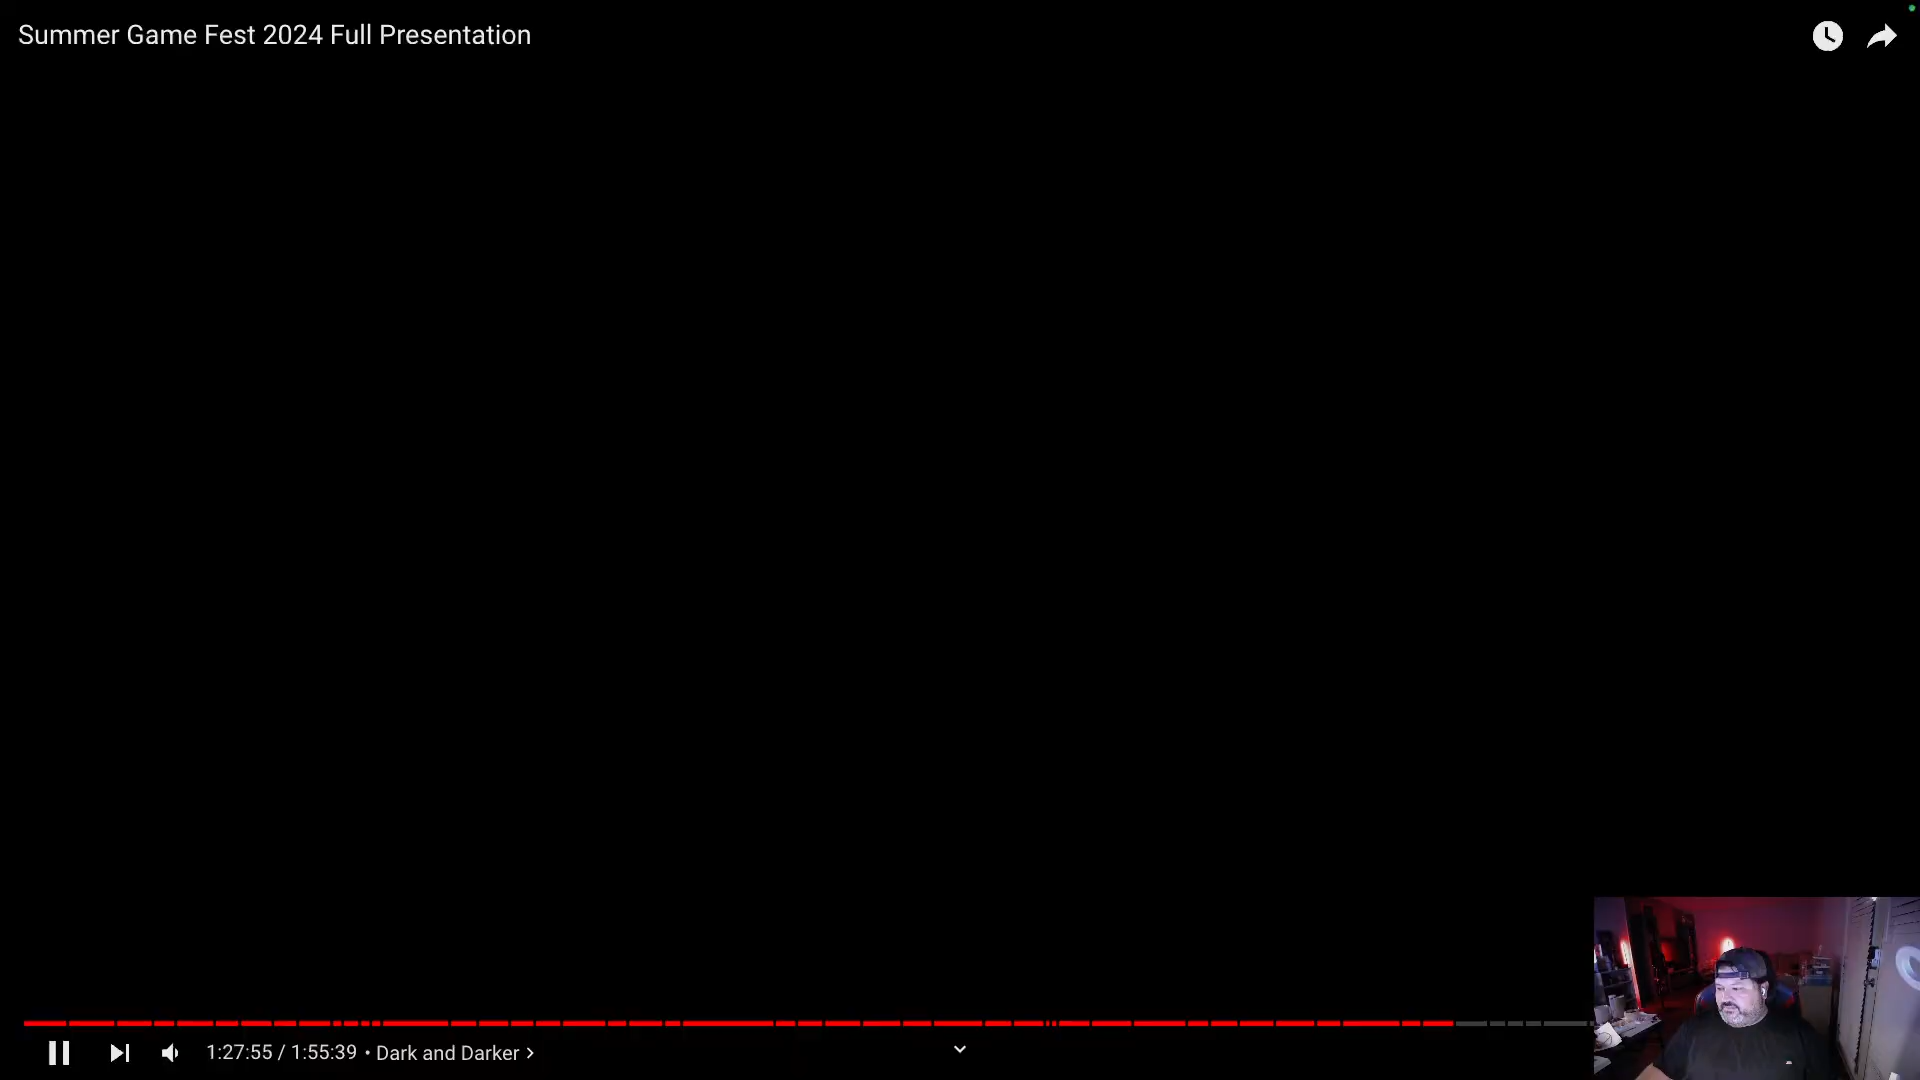 Summer Game Fest 2024 Full Presentation
1:27:55 / 1:55:39 • Dark and Darker